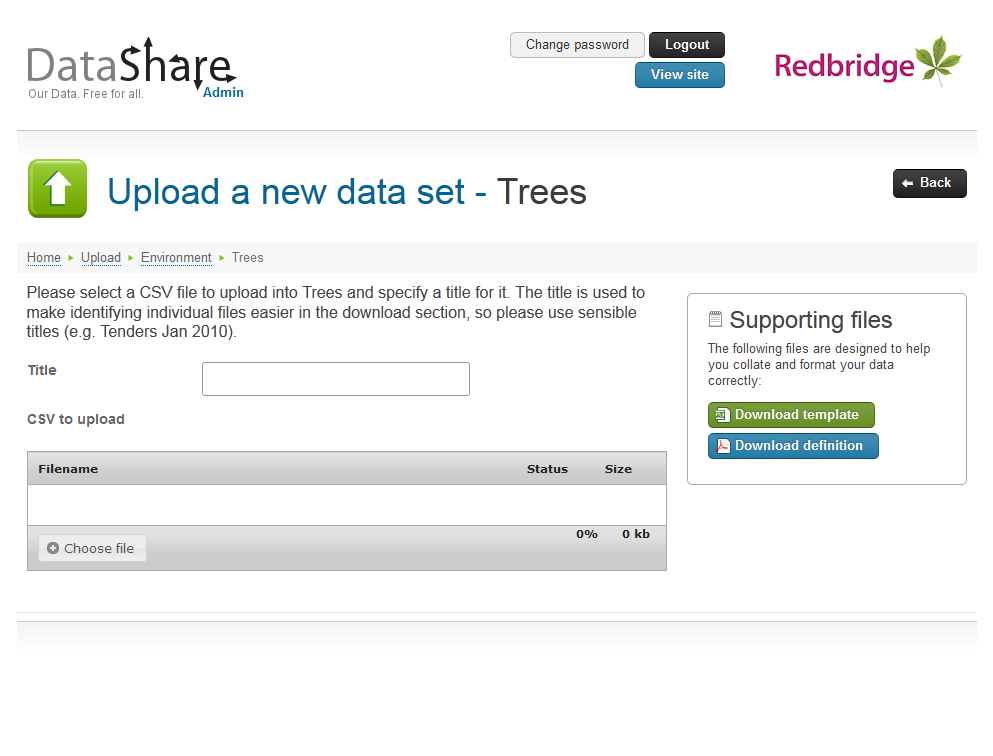 DataShare
Our Data. Free for all.
Admin
Change password
Logout
View site
Redbridge
Upload a new data set - Trees
Back
Home Upload Environment Trees
Please select a CSV file to upload into Trees and specify a title for it. The title is used to
make identifying individual files easier in the download section, so please use sensible
titles (e.g. Tenders Jan 2010).
Title
CSV to upload
Filename Status Size
0% 0 kb
Choose file
Supporting files
The following files are designed to help
you collate and format your data
correctly:
Download template
Download definition